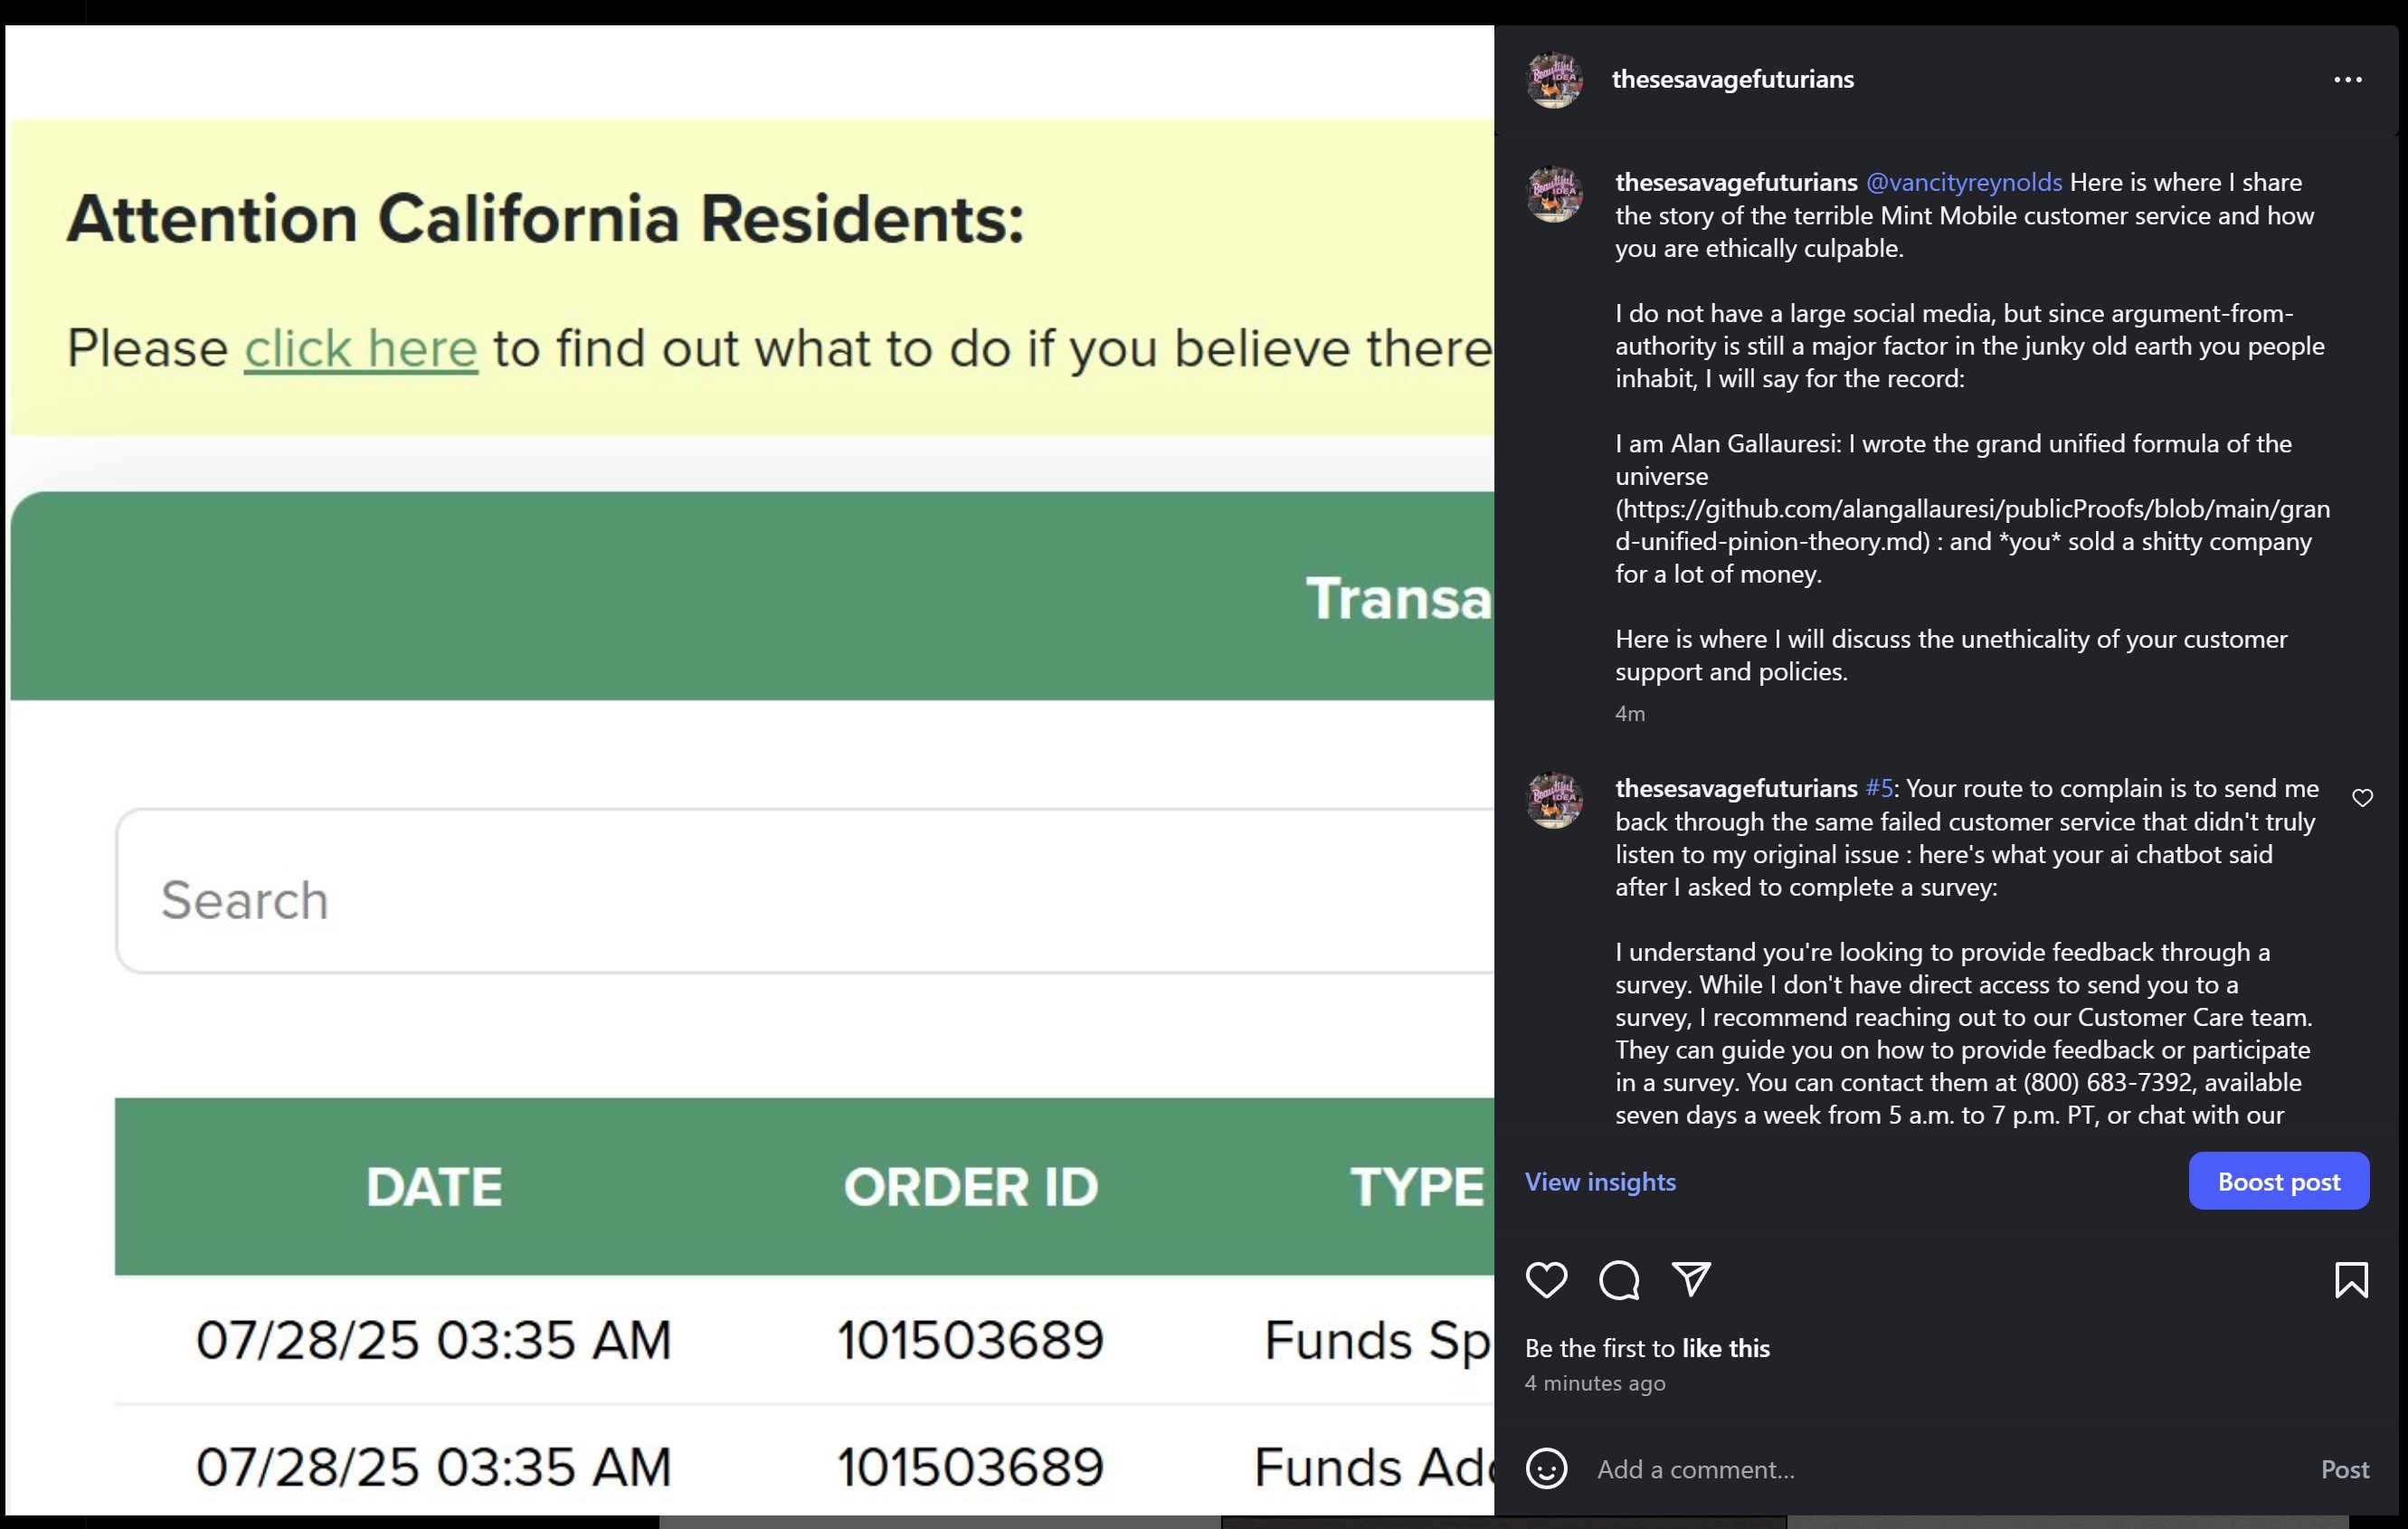 Attention California Residents:
Please click here to find out what to do if you believe there
Transa
Search
DATE ORDER ID TYPE
07/28/25 03:35 AM 101503689 Funds Sp
07/28/25 03:35 AM 101503689 Funds Ad
thesesavagefuturians
thesesavagefuturians @vancityreynolds Here is where I share
the story of the terrible Mint Mobile customer service and how
you are ethically culpable.
I do not have a large social media, but since argument-from-
authority is still a major factor in the junky old earth you people
inhabit, I will say for the record:
I am Alan Gallauresi: I wrote the grand unified formula of the
universe
(https://github.com/alangallauresi/publicProofs/blob/main/gran
d-unified-pinion-theory.md) : and *you* sold a shitty company
for a lot of money.
Here is where I will discuss the unethicality of your customer
support and policies.
4m
thesesavagefuturians #5: Your route to complain is to send me
back through the same failed customer service that didn't truly
listen to my original issue : here's what your ai chatbot said
after I asked to complete a survey:
I understand you're looking to provide feedback through a
survey. While I don't have direct access to send you to a
survey, I recommend reaching out to our Customer Care team.
They can guide you on how to provide feedback or participate
in a survey. You can contact them at (800) 683-7392, available
seven days a week from 5 a.m. to 7 p.m. PT, or chat with our
View insights
Boost post
Be the first to like this
4 minutes ago
Add a comment...
Post